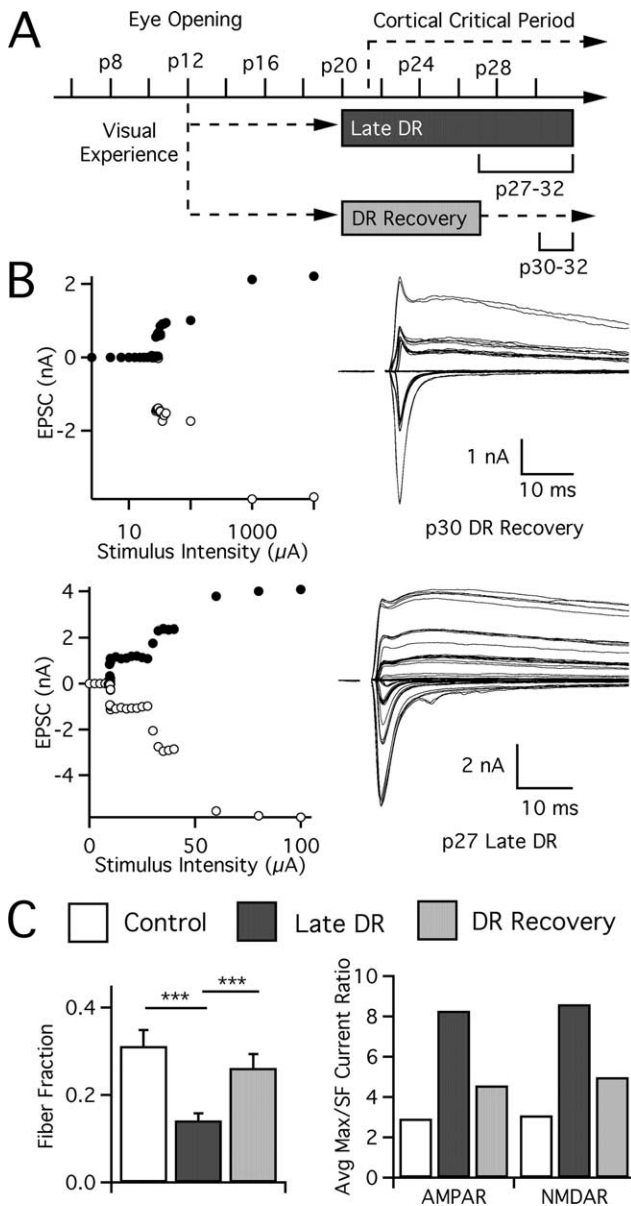 A
Eye Opening
Cortical Critical Period
p8 p12 p16 p20 p24 p28
Visual Experience
Late DR
p27-32
DR Recovery
p30-32
B
EPSC (nA)
2
0
-2
10 1000
Stimulus Intensity (µA)
1 nA
10 ms
p30 DR Recovery
EPSC (nA)
4
2
0
-2
-4
0 50 100
Stimulus Intensity (µA)
2 nA
10 ms
p27 Late DR
C
Control Late DR DR Recovery
Fiber Fraction
0.4
0.2
0.0
*** ***
Avg Max/SF Current Ratio
10
8
6
4
2
0
AMPAR NMDAR